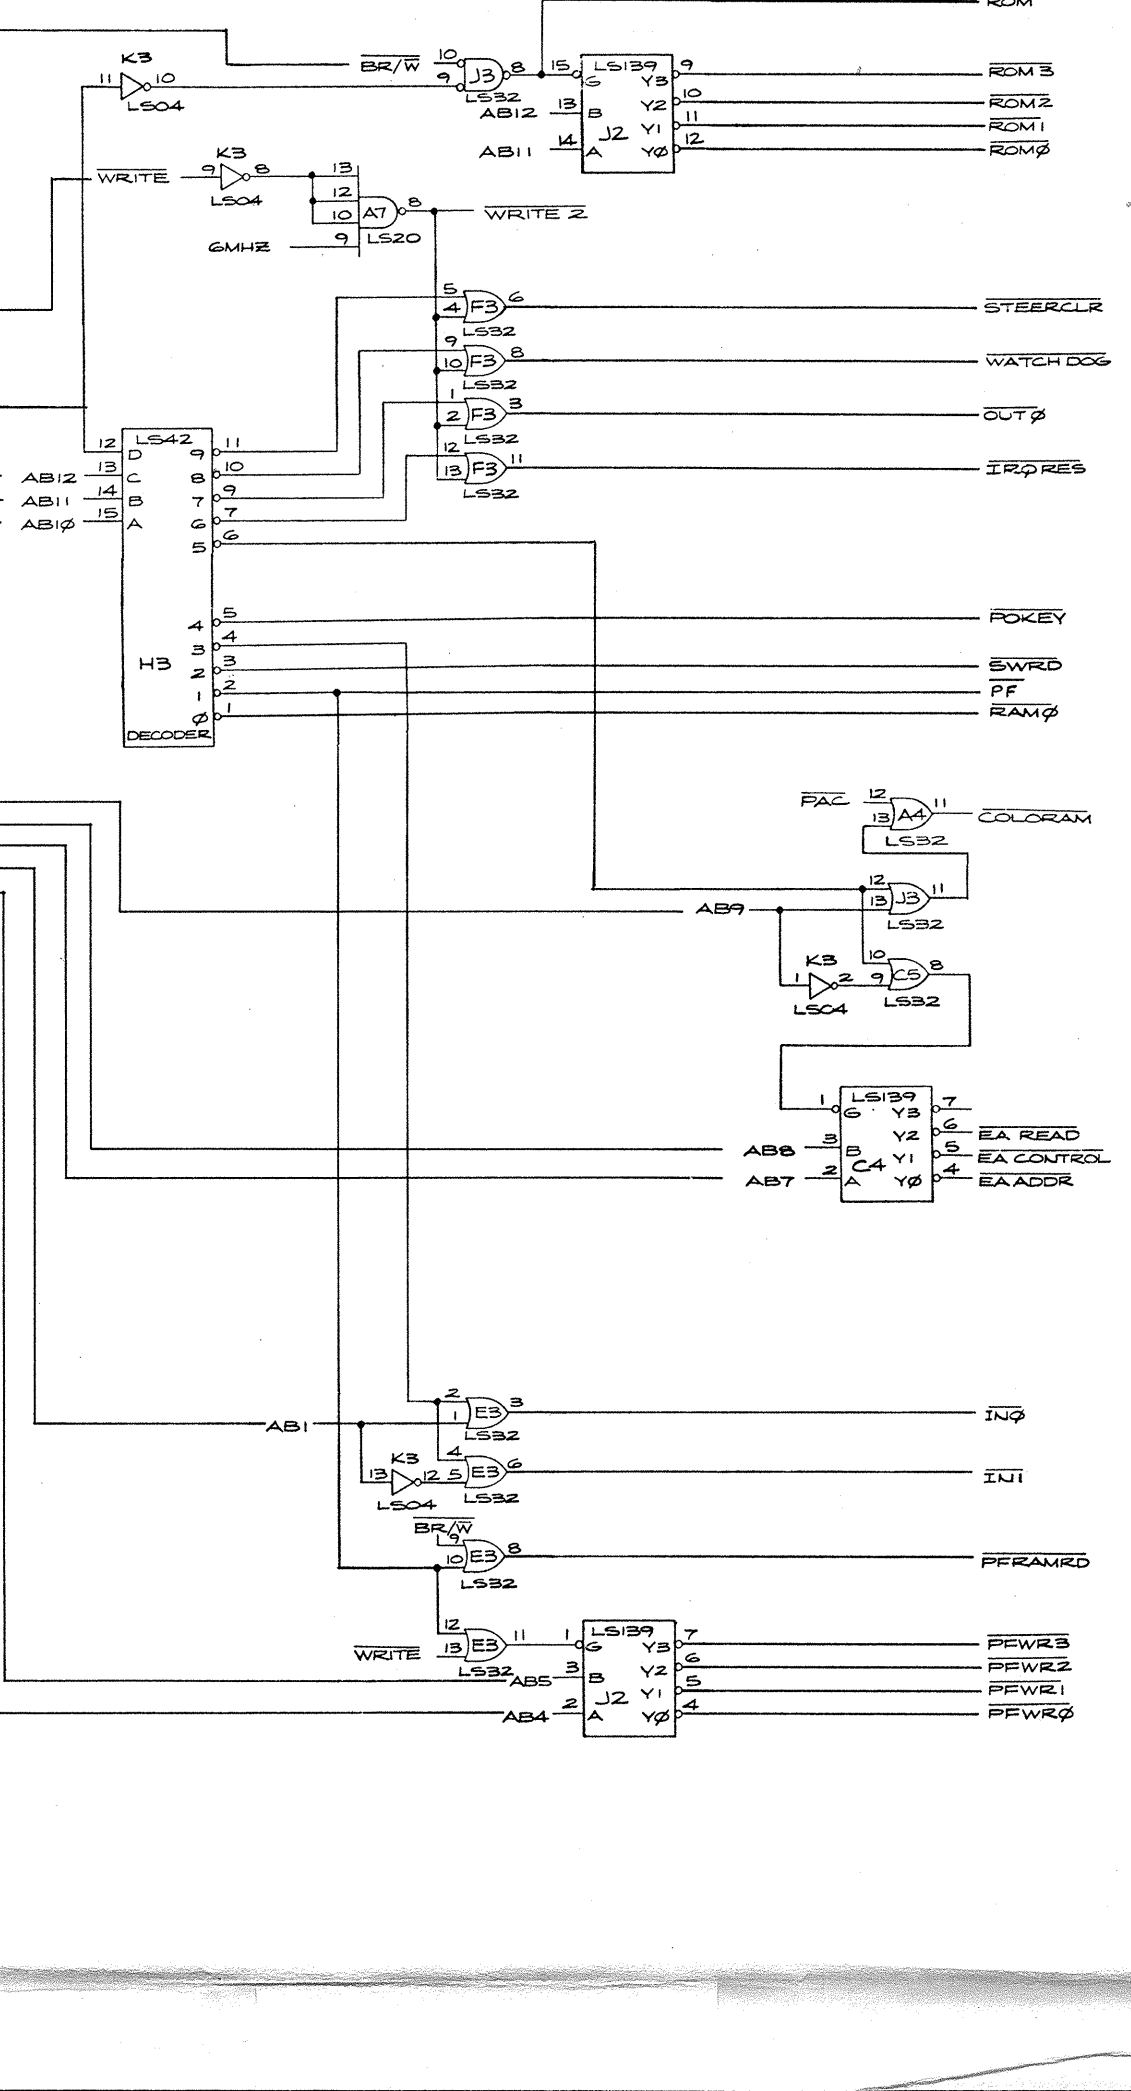 ROM
K3
11 10
LS04
BR/W 10
9 J3 8
LS32
15 LS139 9
G Y3 ROM3
AB12 13 B Y2 10 ROM2
J2 Y1 11 ROM1
AB11 14 A YØ 12 ROMØ
K3
WRITE 9 8 13
LS04 12
10 A7 8 WRITE 2
6MHZ 9 LS20
5 6
4 F3 STEERCLR
LS32
9 8
10 F3 WATCH DOG
LS32
1 3
2 F3 OUTØ
LS32
12 11
13 F3 IRQRES
LS32
12 LS42 11
D 9
AB12 13 C 8 10
AB11 14 B 7 9
AB1Ø 15 A 6 7
5 6
4 5 POKEY
3 4
H3 2 3 SWRD
1 2 PF
Ø 1 RAMØ
DECODER
PAC 12 11
13 A4 COLORAM
LS32
12 11
AB9 13 J3
LS32
K3 10 8
1 2 9 C5
LS04 LS32
1 LS139 7
G Y3
Y2 6 EA READ
AB8 3 B Y1 5 EA CONTROL
C4
AB7 2 A YØ 4 EAADDR
2 3
AB1 1 E3 INØ
LS32
K3 4 6
13 12 5 E3 IN1
LS04 LS32
BR/W
9 8
10 E3 PFRAMRD
LS32
12 11 1 LS139 7
WRITE 13 E3 G Y3 PFWR3
LS32
AB5 3 B Y2 6 PFWR2
J2 Y1 5 PFWR1
AB4 2 A YØ 4 PFWRØ